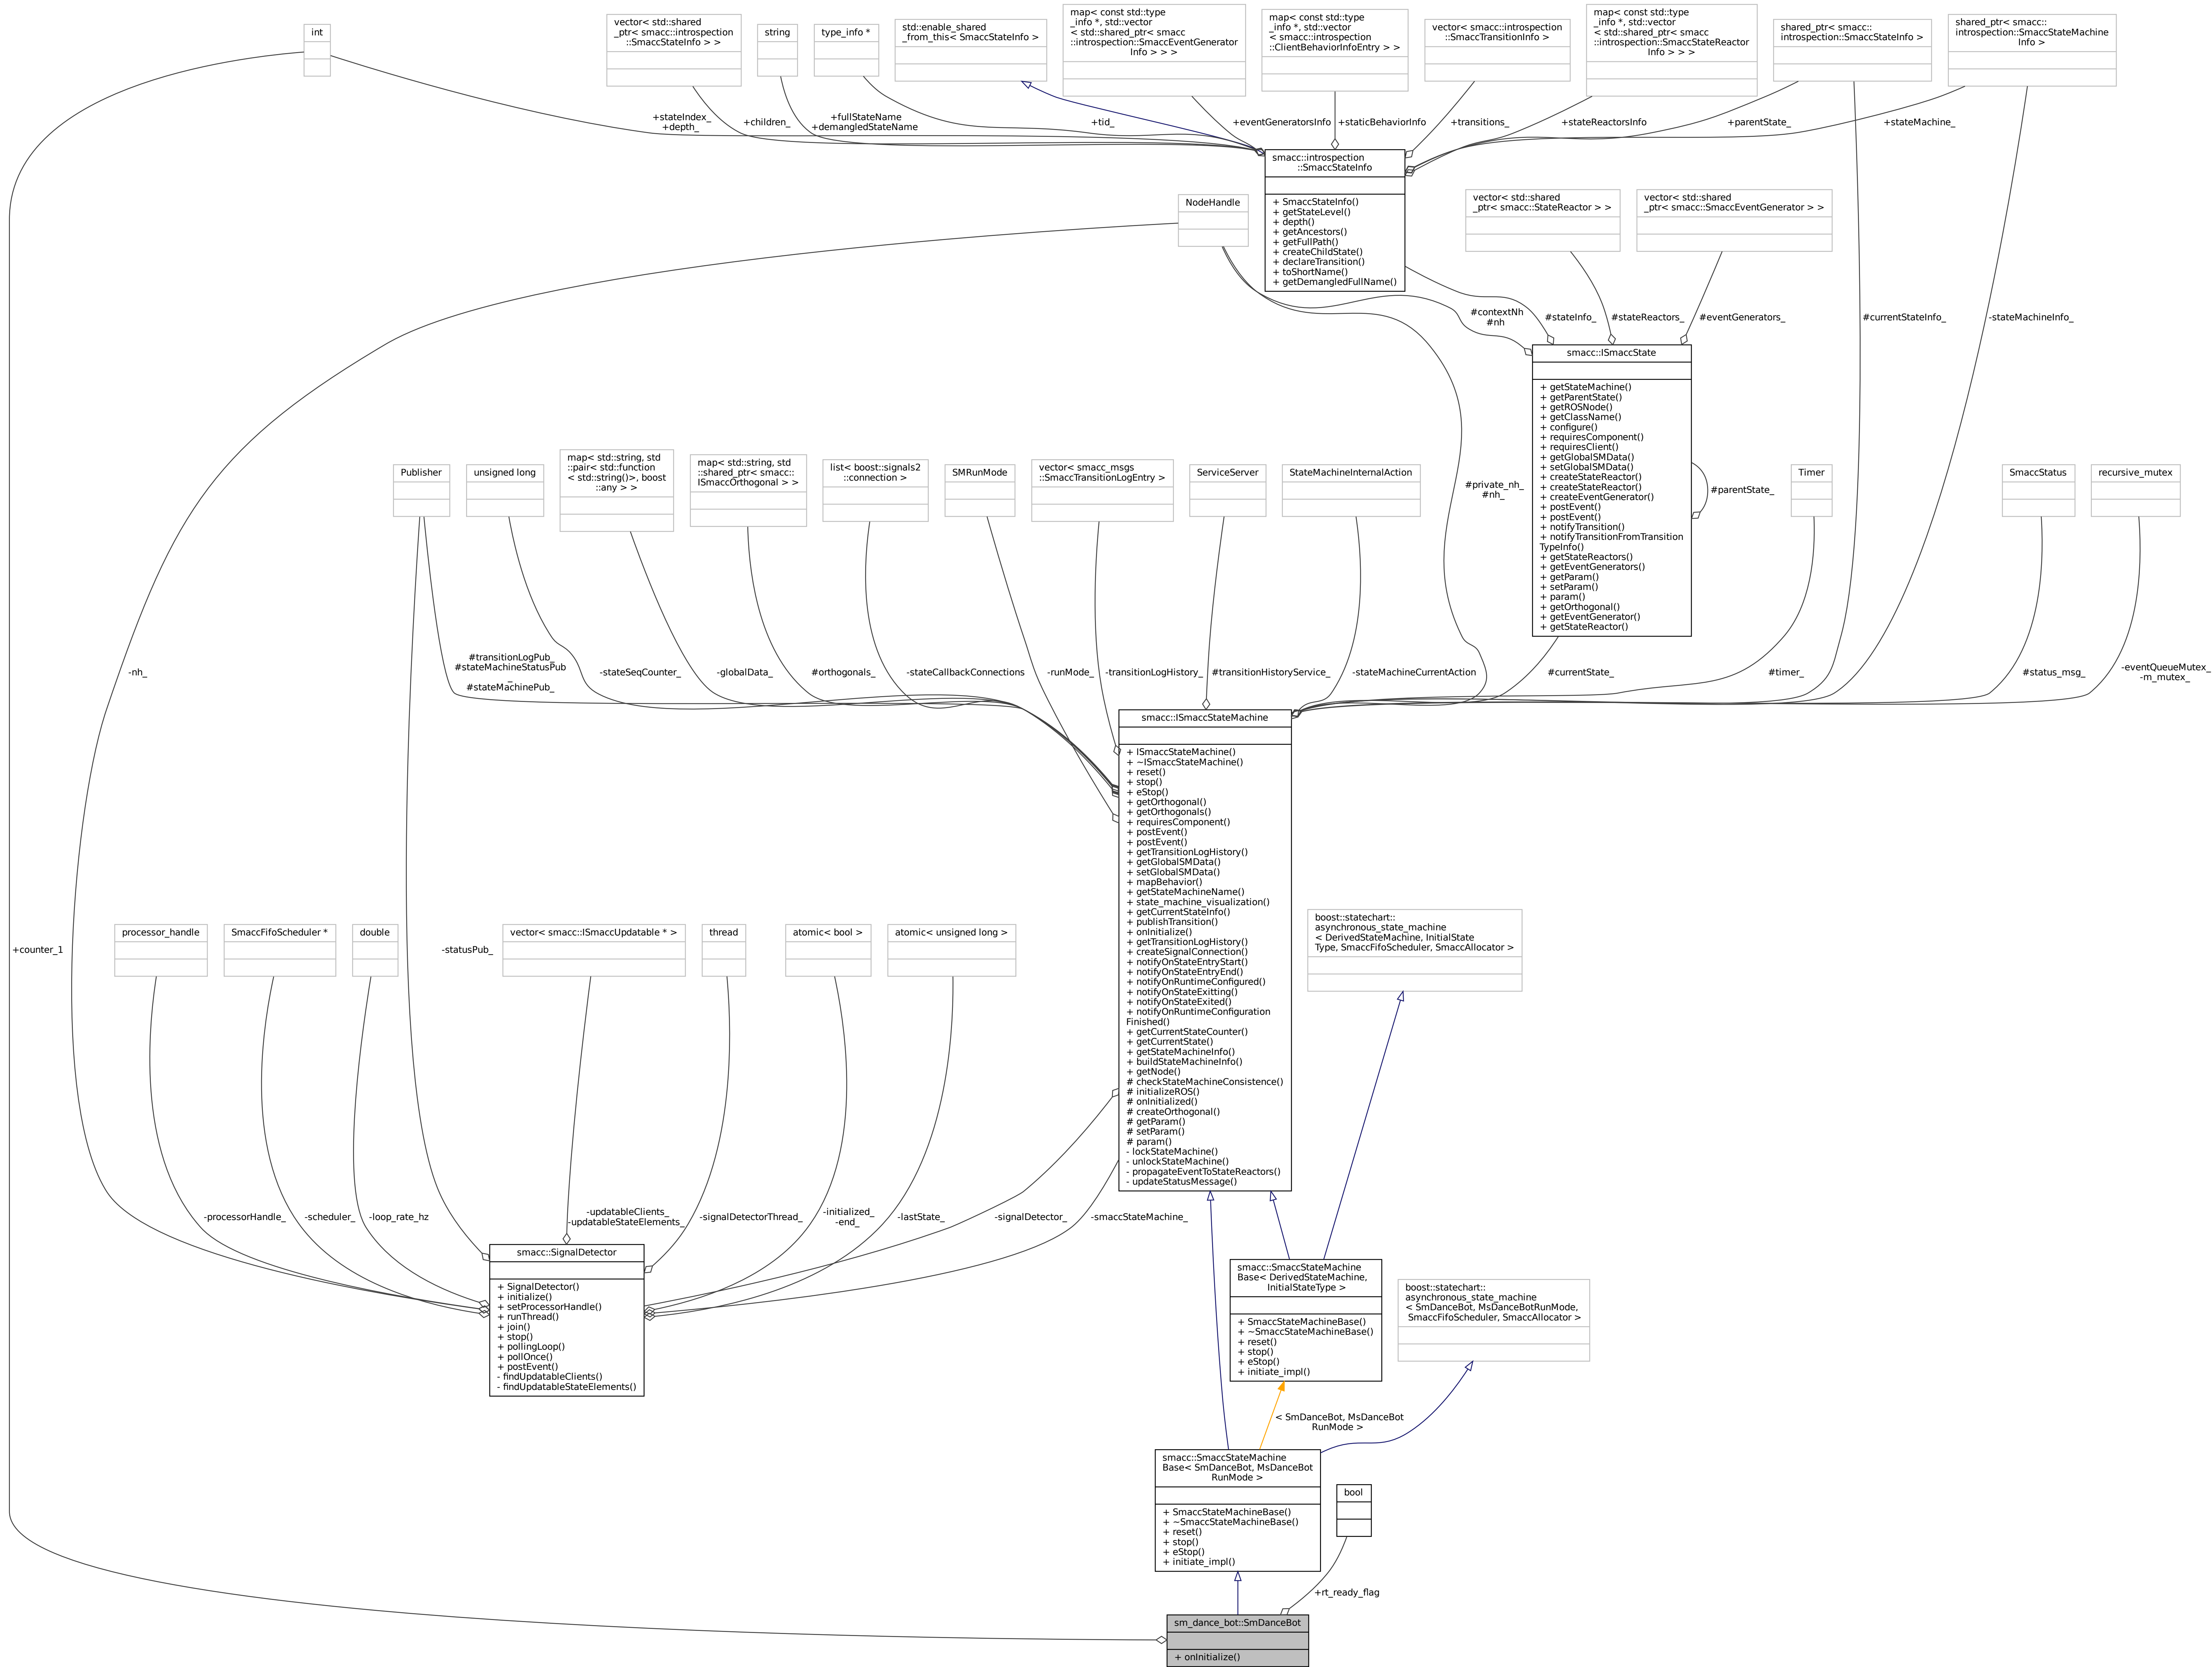 int
vector< std::shared
_ptr< smacc::introspection
::SmaccStateInfo > >
string
type_info *
std::enable_shared
_from_this< SmaccStateInfo >
map< const std::type
_info *, std::vector
< std::shared_ptr< smacc
::introspection::SmaccEventGenerator
Info > > >
map< const std::type
_info *, std::vector
< smacc::introspection
::ClientBehaviorInfoEntry > >
vector< smacc::introspection
::SmaccTransitionInfo >
map< const std::type
_info *, std::vector
< std::shared_ptr< smacc
::introspection::SmaccStateReactor
Info > > >
shared_ptr< smacc::
introspection::SmaccStateInfo >
shared_ptr< smacc::
introspection::SmaccStateMachine
Info >
+stateIndex_
+depth_
+children_
+fullStateName
+demangledStateName
+tid_
+eventGeneratorsInfo
+staticBehaviorInfo
+transitions_
+stateReactorsInfo
+parentState_
+stateMachine_
smacc::introspection
::SmaccStateInfo
+ SmaccStateInfo()
+ getStateLevel()
+ depth()
+ getAncestors()
+ getFullPath()
+ createChildState()
+ declareTransition()
+ toShortName()
+ getDemangledFullName()
NodeHandle
vector< std::shared
_ptr< smacc::StateReactor > >
vector< std::shared
_ptr< smacc::SmaccEventGenerator > >
#contextNh
#nh
#stateInfo_
#stateReactors_
#eventGenerators_
#currentStateInfo_
-stateMachineInfo_
smacc::ISmaccState
+ getStateMachine()
+ getParentState()
+ getROSNode()
+ getClassName()
+ configure()
+ requiresComponent()
+ requiresClient()
+ getGlobalSMData()
+ setGlobalSMData()
+ createStateReactor()
+ createStateReactor()
+ createEventGenerator()
+ postEvent()
+ postEvent()
+ notifyTransition()
+ notifyTransitionFromTransition
TypeInfo()
+ getStateReactors()
+ getEventGenerators()
+ getParam()
+ setParam()
+ param()
+ getOrthogonal()
+ getEventGenerator()
+ getStateReactor()
#parentState_
Publisher
unsigned long
map< std::string, std
::pair< std::function
< std::string()>, boost
::any > >
map< std::string, std
::shared_ptr< smacc::
ISmaccOrthogonal > >
list< boost::signals2
::connection >
SMRunMode
vector< smacc_msgs
::SmaccTransitionLogEntry >
ServiceServer
StateMachineInternalAction
#private_nh_
#nh_
Timer
SmaccStatus
recursive_mutex
-nh_
#transitionLogPub_
#stateMachineStatusPub
_
#stateMachinePub_
-stateSeqCounter_
-globalData_
#orthogonals_
-stateCallbackConnections
-runMode_
-transitionLogHistory_
#transitionHistoryService_
-stateMachineCurrentAction
#currentState_
#timer_
#status_msg_
-eventQueueMutex_
-m_mutex_
smacc::ISmaccStateMachine
+ ISmaccStateMachine()
+ ~ISmaccStateMachine()
+ reset()
+ stop()
+ eStop()
+ getOrthogonal()
+ getOrthogonals()
+ requiresComponent()
+ postEvent()
+ postEvent()
+ getTransitionLogHistory()
+ getGlobalSMData()
+ setGlobalSMData()
+ mapBehavior()
+ getStateMachineName()
+ state_machine_visualization()
+ getCurrentStateInfo()
+ publishTransition()
+ onInitialize()
+ getTransitionLogHistory()
+ createSignalConnection()
+ notifyOnStateEntryStart()
+ notifyOnStateEntryEnd()
+ notifyOnRuntimeConfigured()
+ notifyOnStateExitting()
+ notifyOnStateExited()
+ notifyOnRuntimeConfiguration
Finished()
+ getCurrentStateCounter()
+ getCurrentState()
+ getStateMachineInfo()
+ buildStateMachineInfo()
+ getNode()
# checkStateMachineConsistence()
# initializeROS()
# onInitialized()
# createOrthogonal()
# getParam()
# setParam()
# param()
- lockStateMachine()
- unlockStateMachine()
- propagateEventToStateReactors()
- updateStatusMessage()
+counter_1
processor_handle
SmaccFifoScheduler *
double
-statusPub_
vector< smacc::ISmaccUpdatable * >
thread
atomic< bool >
atomic< unsigned long >
boost::statechart::
asynchronous_state_machine
< DerivedStateMachine, InitialState
Type, SmaccFifoScheduler, SmaccAllocator >
-processorHandle_
-scheduler_
-loop_rate_hz
-updatableClients_
-updatableStateElements_
-signalDetectorThread_
-initialized_
-end_
-lastState_
-signalDetector_
-smaccStateMachine_
smacc::SignalDetector
+ SignalDetector()
+ initialize()
+ setProcessorHandle()
+ runThread()
+ join()
+ stop()
+ pollingLoop()
+ pollOnce()
+ postEvent()
- findUpdatableClients()
- findUpdatableStateElements()
smacc::SmaccStateMachine
Base< DerivedStateMachine,
InitialStateType >
+ SmaccStateMachineBase()
+ ~SmaccStateMachineBase()
+ reset()
+ stop()
+ eStop()
+ initiate_impl()
boost::statechart::
asynchronous_state_machine
< SmDanceBot, MsDanceBotRunMode,
SmaccFifoScheduler, SmaccAllocator >
< SmDanceBot, MsDanceBot
RunMode >
smacc::SmaccStateMachine
Base< SmDanceBot, MsDanceBot
RunMode >
+ SmaccStateMachineBase()
+ ~SmaccStateMachineBase()
+ reset()
+ stop()
+ eStop()
+ initiate_impl()
bool
+rt_ready_flag
sm_dance_bot::SmDanceBot
+ onInitialize()